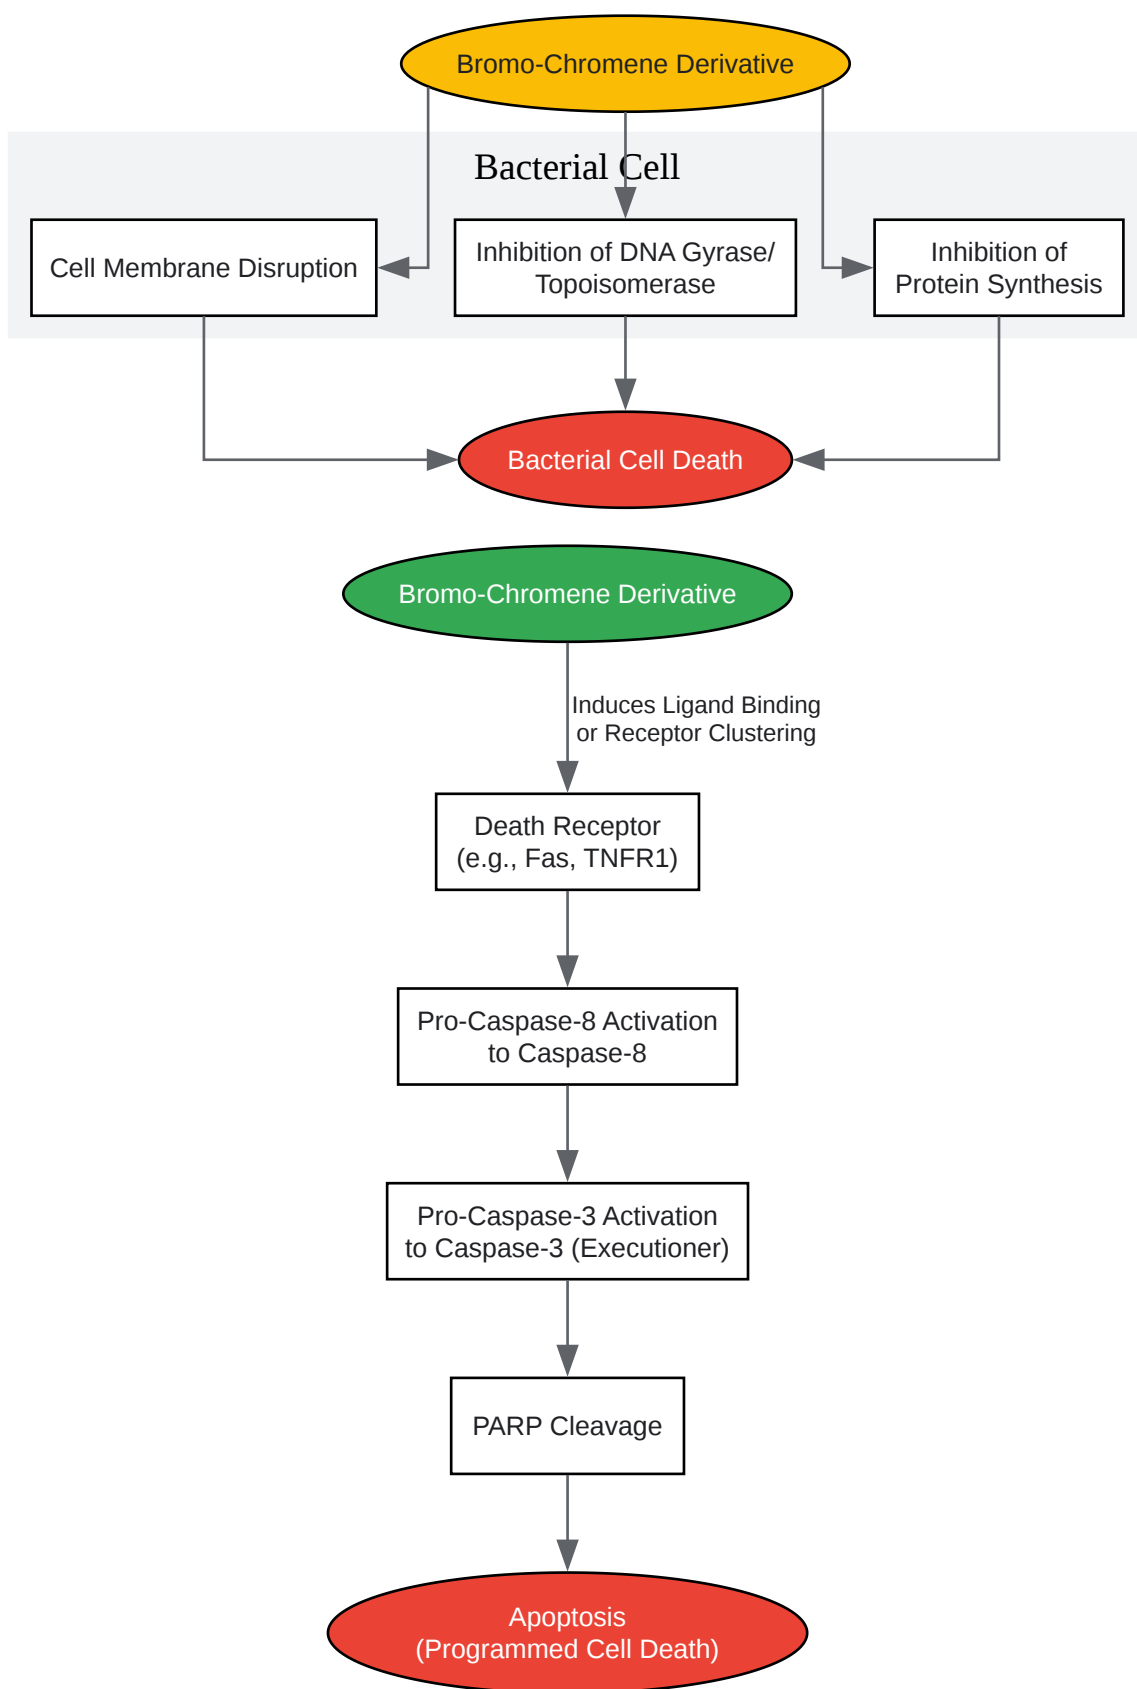 Bromo-Chromene Derivative
Bacterial Cell
Cell Membrane Disruption
Inhibition of DNA Gyrase/
Topoisomerase
Inhibition of
Protein Synthesis
Bacterial Cell Death
Bromo-Chromene Derivative
Induces Ligand Binding
or Receptor Clustering
Death Receptor
(e.g., Fas, TNFR1)
Pro-Caspase-8 Activation
to Caspase-8
Pro-Caspase-3 Activation
to Caspase-3 (Executioner)
PARP Cleavage
Apoptosis
(Programmed Cell Death)